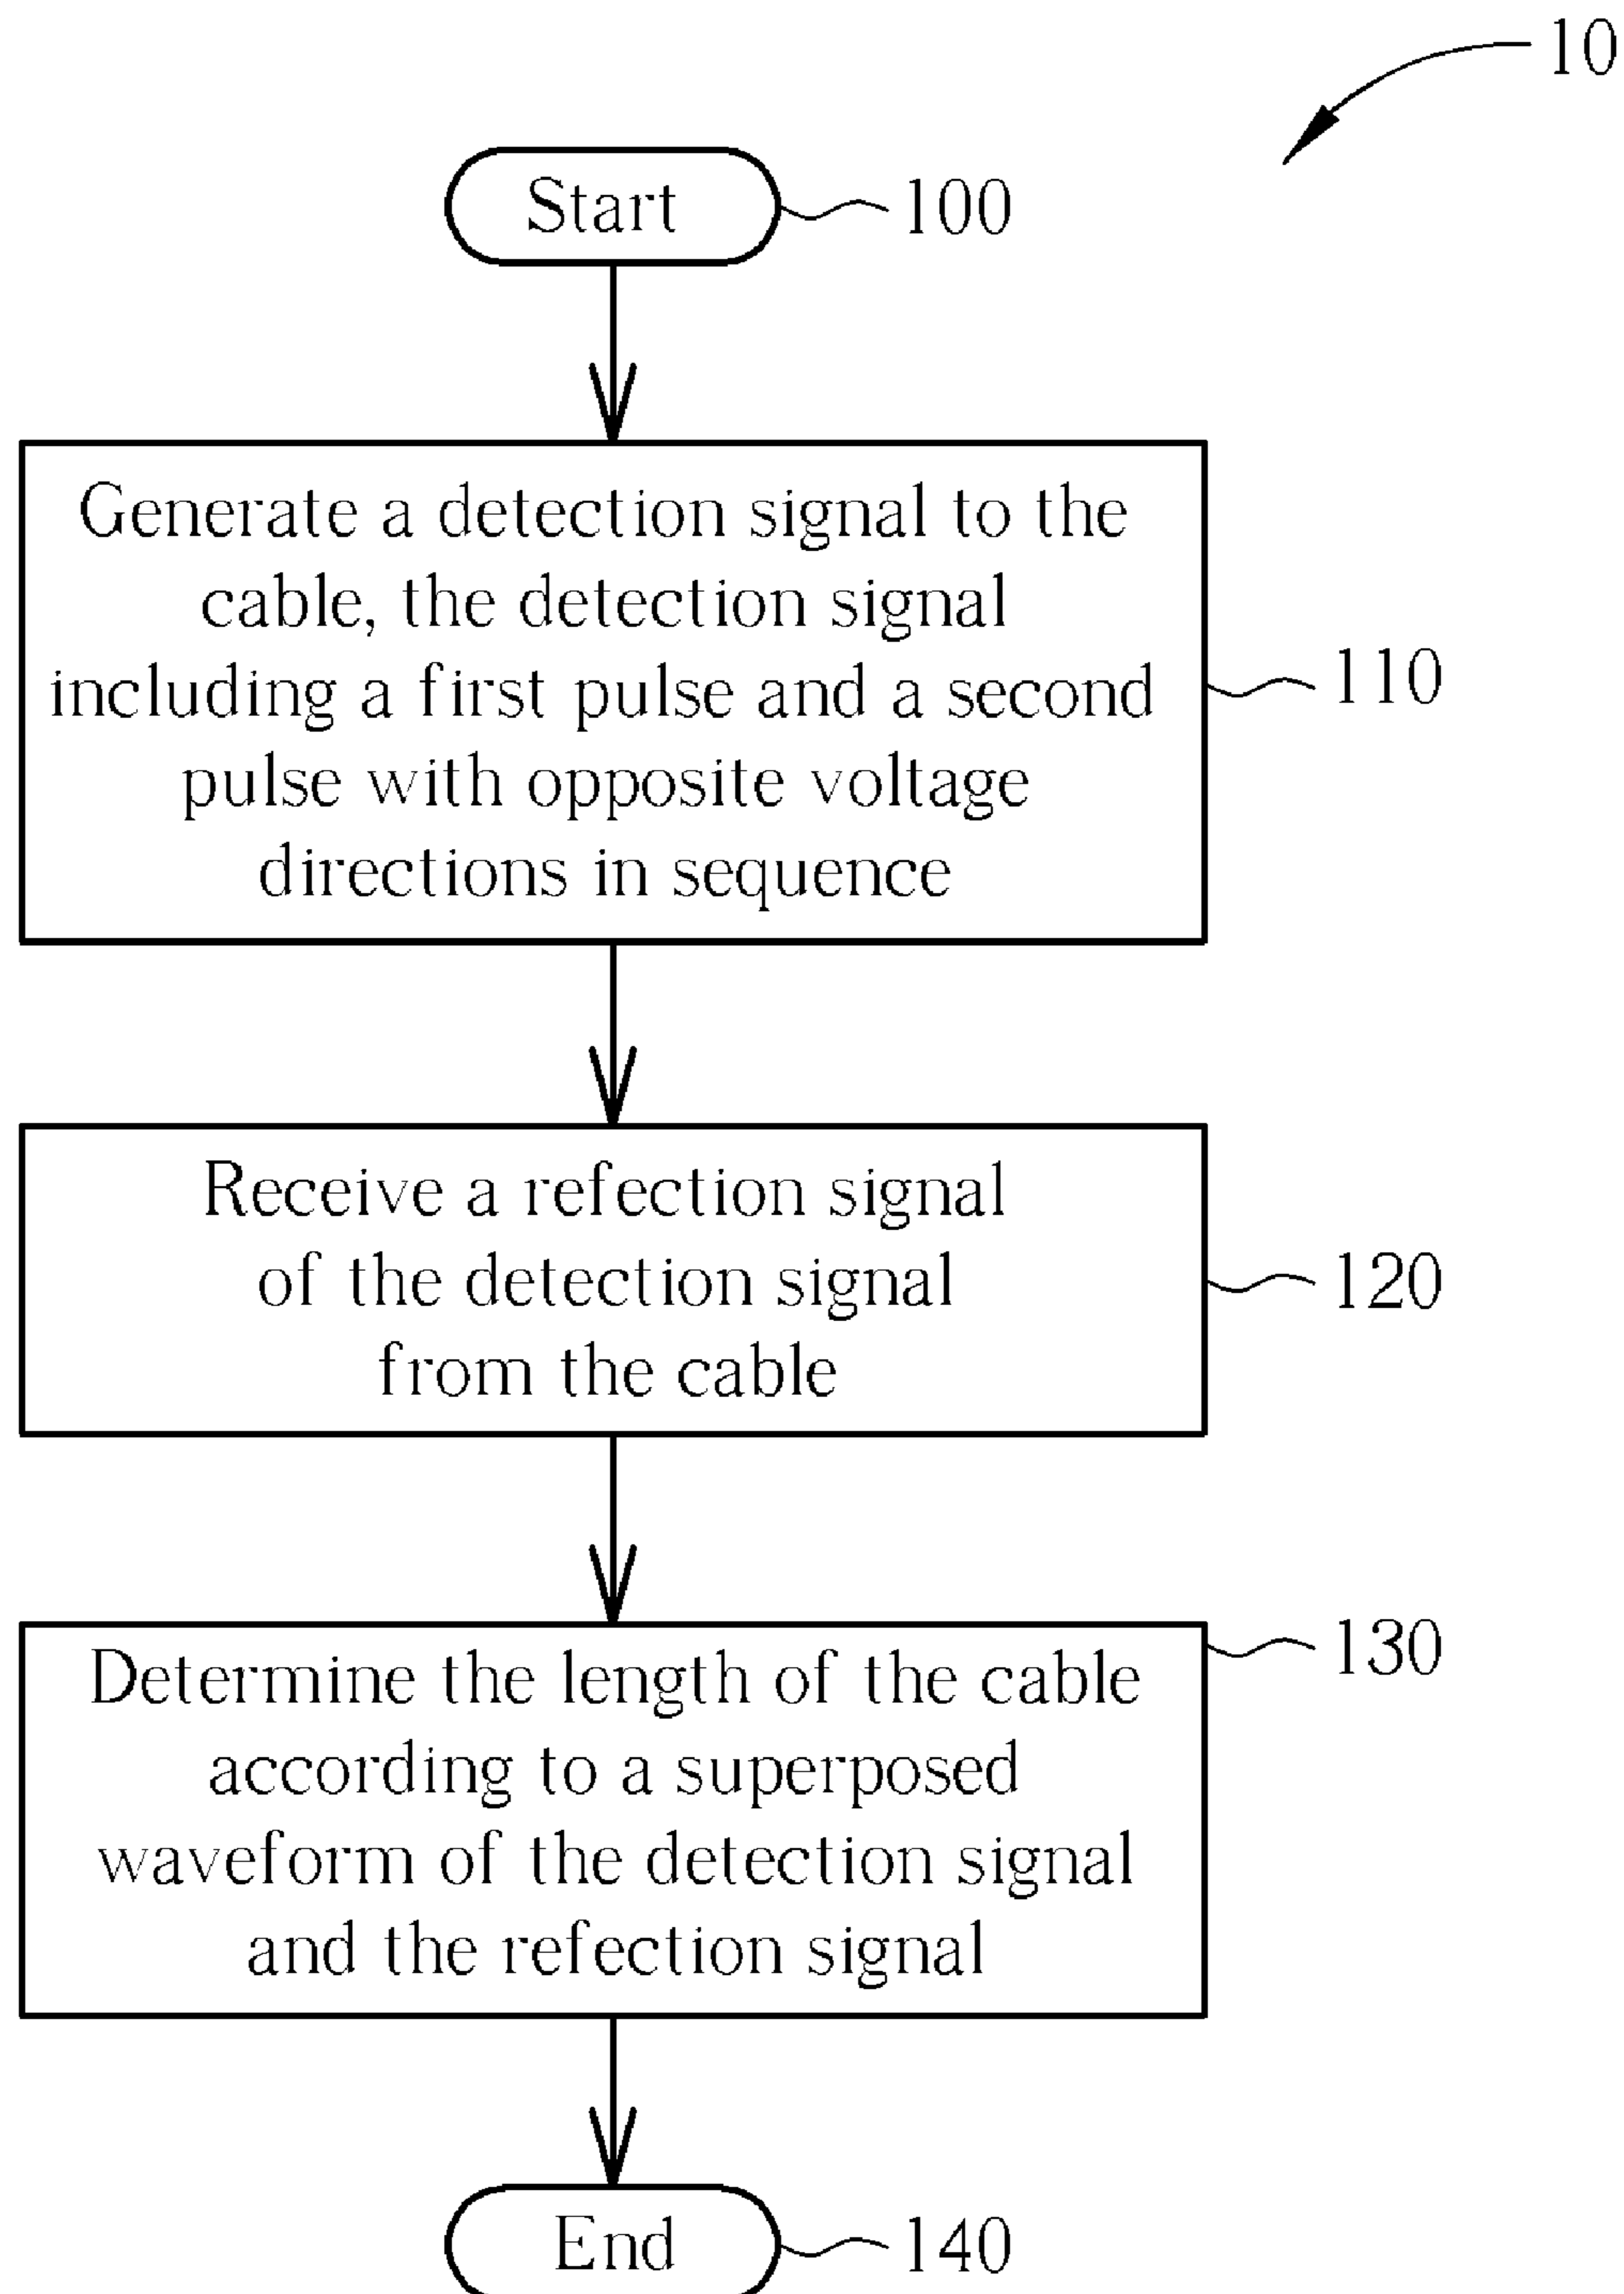 10
Start
100
Generate a detection signal to the
cable, the detection signal
including a first pulse and a second
pulse with opposite voltage
directions in sequence
110
Receive a refection signal
of the detection signal
from the cable
120
Determine the length of the cable
according to a superposed
waveform of the detection signal
and the refection signal
130
End
140